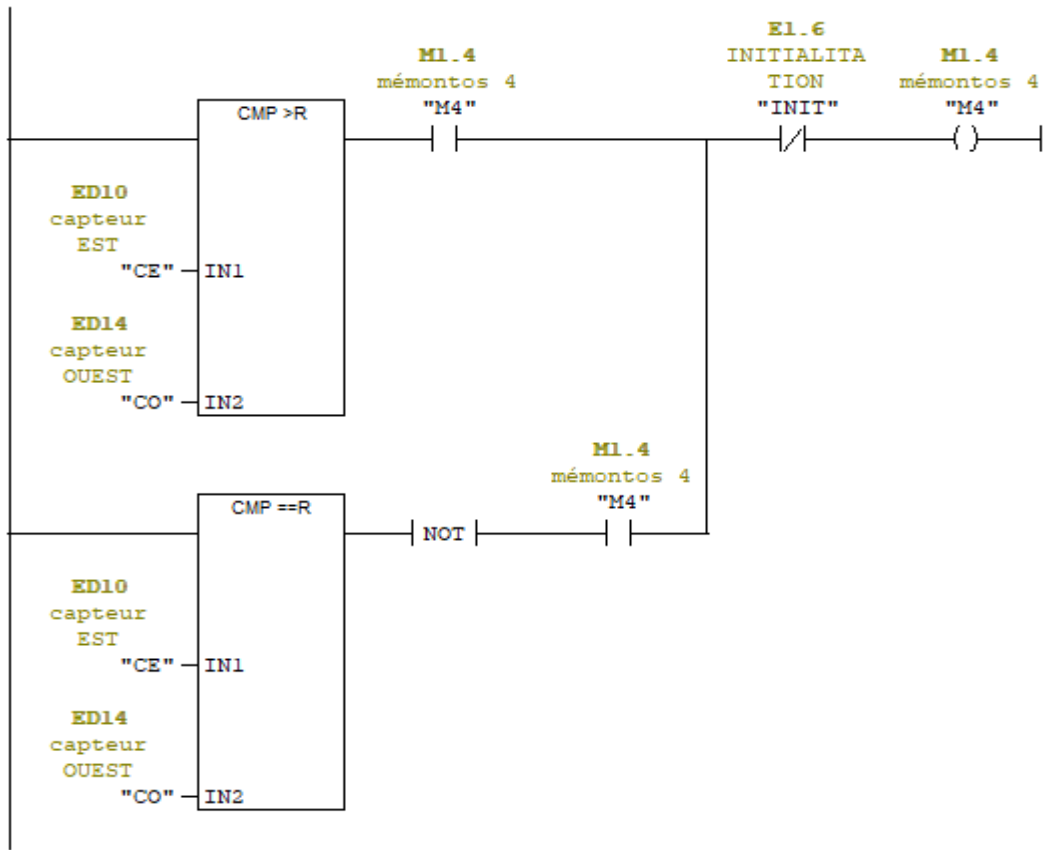 E1.6
M1.4
INITIALITA
M1.4
mémontos 4
TION
mémontos 4
"M4"
"INIT"
"M4"
CMP >R
ED10
capteur
EST
"CE"
IN1
ED14
capteur
OUEST
"CO"
IN2
M1.4
mémontos 4
"M4"
CMP ==R
NOT
ED10
capteur
EST
"CE"
IN1
ED14
capteur
OUEST
"CO"
IN2